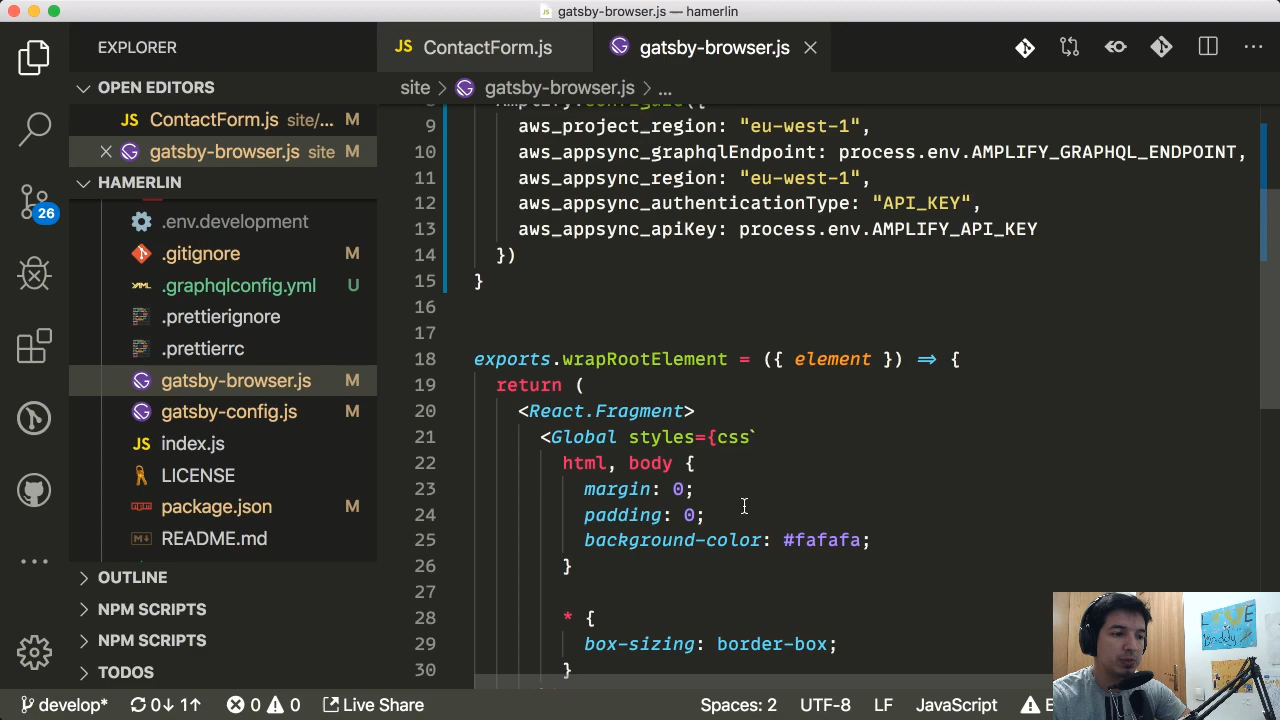 gatsby-browser.js — hamerlin
EXPLORER
OPEN EDITORS
JS ContactForm.js site/... M
gatsby-browser.js site M
HAMERLIN
.env.development
.gitignore M
YAML .graphqlconfig.yml U
.prettierignore
.prettierrc
gatsby-browser.js M
gatsby-config.js M
JS index.js
LICENSE
package.json M
README.md
OUTLINE
NPM SCRIPTS
NPM SCRIPTS
TODOS
26
JS ContactForm.js
gatsby-browser.js
site > gatsby-browser.js > ...
8 Amplify.configure({
9 aws_project_region: "eu-west-1",
10 aws_appsync_graphqlEndpoint: process.env.AMPLIFY_GRAPHQL_ENDPOINT,
11 aws_appsync_region: "eu-west-1",
12 aws_appsync_authenticationType: "API_KEY",
13 aws_appsync_apiKey: process.env.AMPLIFY_API_KEY
14 })
15 }
16
17
18 exports.wrapRootElement = ({ element }) => {
19 return (
20 <React.Fragment>
21 <Global styles={css`
22 html, body {
23 margin: 0;
24 padding: 0;
25 background-color: #fafafa;
26 }
27
28 * {
29 box-sizing: border-box;
30 }
develop* 0↓ 1↑ 0 0 Live Share Spaces: 2 UTF-8 LF JavaScript